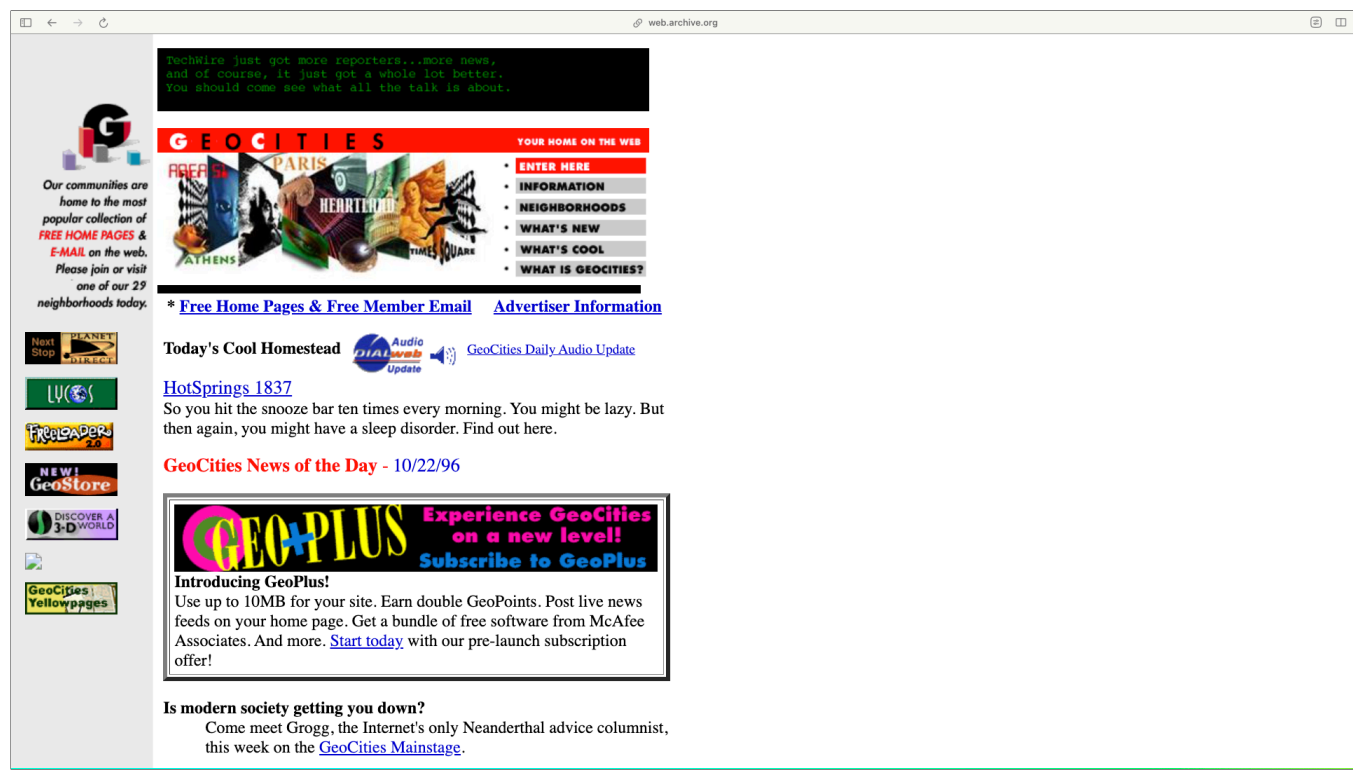 web.archive.org
TechWire just got more reporters...more news,
and of course, it just got a whole lot better.
You should come see what all the talk is about.
G
Our communities are
home to the most
popular collection of
FREE HOME PAGES &
E-MAIL on the web.
Please join or visit
one of our 29
neighborhoods today.
Next
Stop
PLANET
DIRECT
LYCOS
FREELOADER
2.0
NEW!
GeoStore
DISCOVER A
3-D WORLD
GeoCities
Yellowpages
GEOCITIES
YOUR HOME ON THE WEB
AREA 51
PARIS
HEARTLAND
ATHENS
TIMES SQUARE
• ENTER HERE
• INFORMATION
• NEIGHBORHOODS
• WHAT'S NEW
• WHAT'S COOL
• WHAT IS GEOCITIES?
* Free Home Pages & Free Member Email Advertiser Information
Today's Cool Homestead
Audio
DIALweb
Update
GeoCities Daily Audio Update
HotSprings 1837
So you hit the snooze bar ten times every morning. You might be lazy. But
then again, you might have a sleep disorder. Find out here.
GeoCities News of the Day - 10/22/96
GEO+PLUS
Experience GeoCities
on a new level!
Subscribe to GeoPlus
Introducing GeoPlus!
Use up to 10MB for your site. Earn double GeoPoints. Post live news
feeds on your home page. Get a bundle of free software from McAfee
Associates. And more. Start today with our pre-launch subscription
offer!
Is modern society getting you down?
Come meet Grogg, the Internet's only Neanderthal advice columnist,
this week on the GeoCities Mainstage.